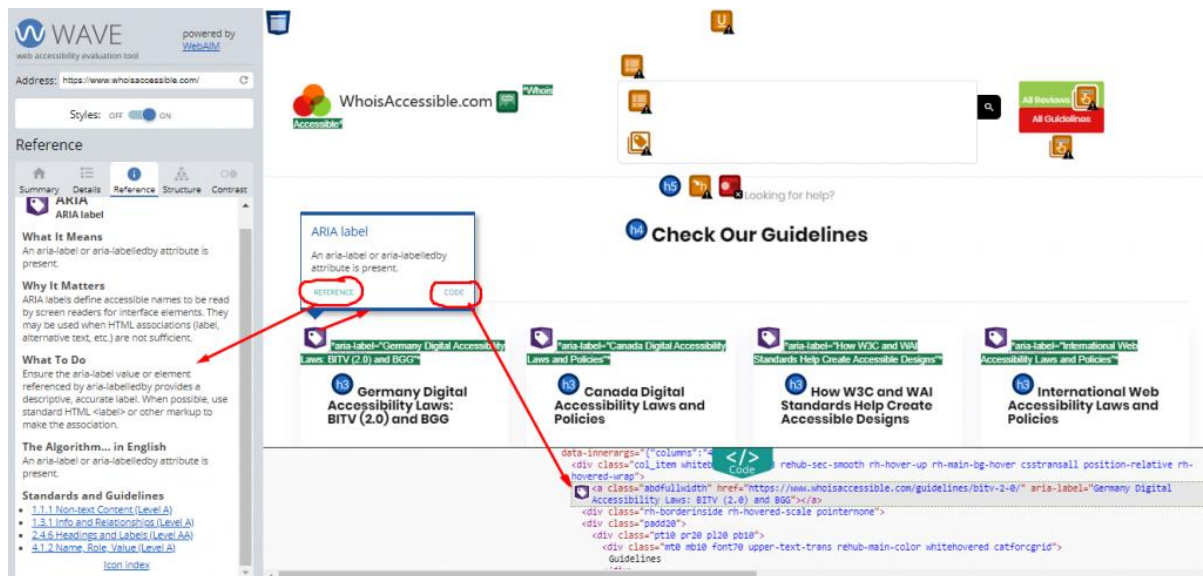 WAVE
powered by
WebAIM
web accessibility evaluation tool
Address: https://www.whoisaccessible.com/
Styles: OFF ON
Reference
Summary Details Reference Structure Contrast
ARIA
ARIA label
What It Means
An aria-label or aria-labelledby attribute is
present.
Why It Matters
ARIA labels define accessible names to be read
by screen readers for interface elements. They
may be used when HTML associations (label,
alternative text, etc.) are not sufficient.
What To Do
Ensure the aria-label value or element
referenced by aria-labelledby provides a
descriptive, accurate label. When possible, use
standard HTML <label> or other markup to
make the association.
The Algorithm... in English
An aria-label or aria-labelledby attribute is
present.
Standards and Guidelines
1.1.1 Non-text Content (Level A)
1.3.1 Info and Relationships (Level A)
2.4.6 Headings and Labels (Level AA)
4.1.2 Name, Role, Value (Level A)
Icon index
U
WhoisAccessible.com
*Whois
Accessible*
All Reviews
All Guidelines
h5
h
Looking for help?
h4 Check Our Guidelines
ARIA label
An aria-label or aria-labelledby
attribute is present.
REFERENCE CODE
*aria-label="Germany Digital Accessibility
Laws: BITV (2.0) and BGG"*
h3 Germany Digital
Accessibility Laws:
BITV (2.0) and BGG
*aria-label="Canada Digital Accessibility
Laws and Policies"*
h3 Canada Digital
Accessibility Laws and
Policies
*aria-label="How W3C and WAI
Standards Help Create Accessible Designs"*
h3 How W3C and WAI
Standards Help Create
Accessible Designs
*aria-label="International Web
Accessibility Laws and Policies"*
h3 International Web
Accessibility Laws and
Policies
</>
Code
data-innerargs="{"columns":"4
<div class="col_item rehub-sec-smooth rh-hover-up rh-main-bg-hover csstransall position-relative rh-
hovered-wrap">
<a class="abdfullwidth" href="https://www.whoisaccessible.com/guidelines/bitv-2-0/" aria-label="Germany Digital
Accessibility Laws: BITV (2.0) and BGG"></a>
<div class="rh-borderinside rh-hovered-scale pointernone">
<div class="padd20">
<div class="pt10 pr20 pl20 pb10">
<div class="mt0 mb10 font70 upper-text-trans rehub-main-color whitehovered catforcgrid">
Guidelines